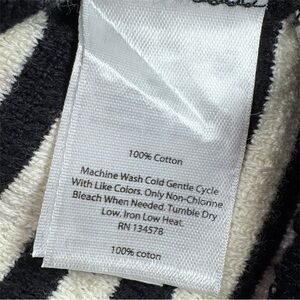 100% Cotton
Machine Wash Cold Gentle Cycle
With Like Colors. Only Non-Chlorine
Bleach When Needed. Tumble Dry
Low. Iron Low Heat.
RN 134578
100% coton